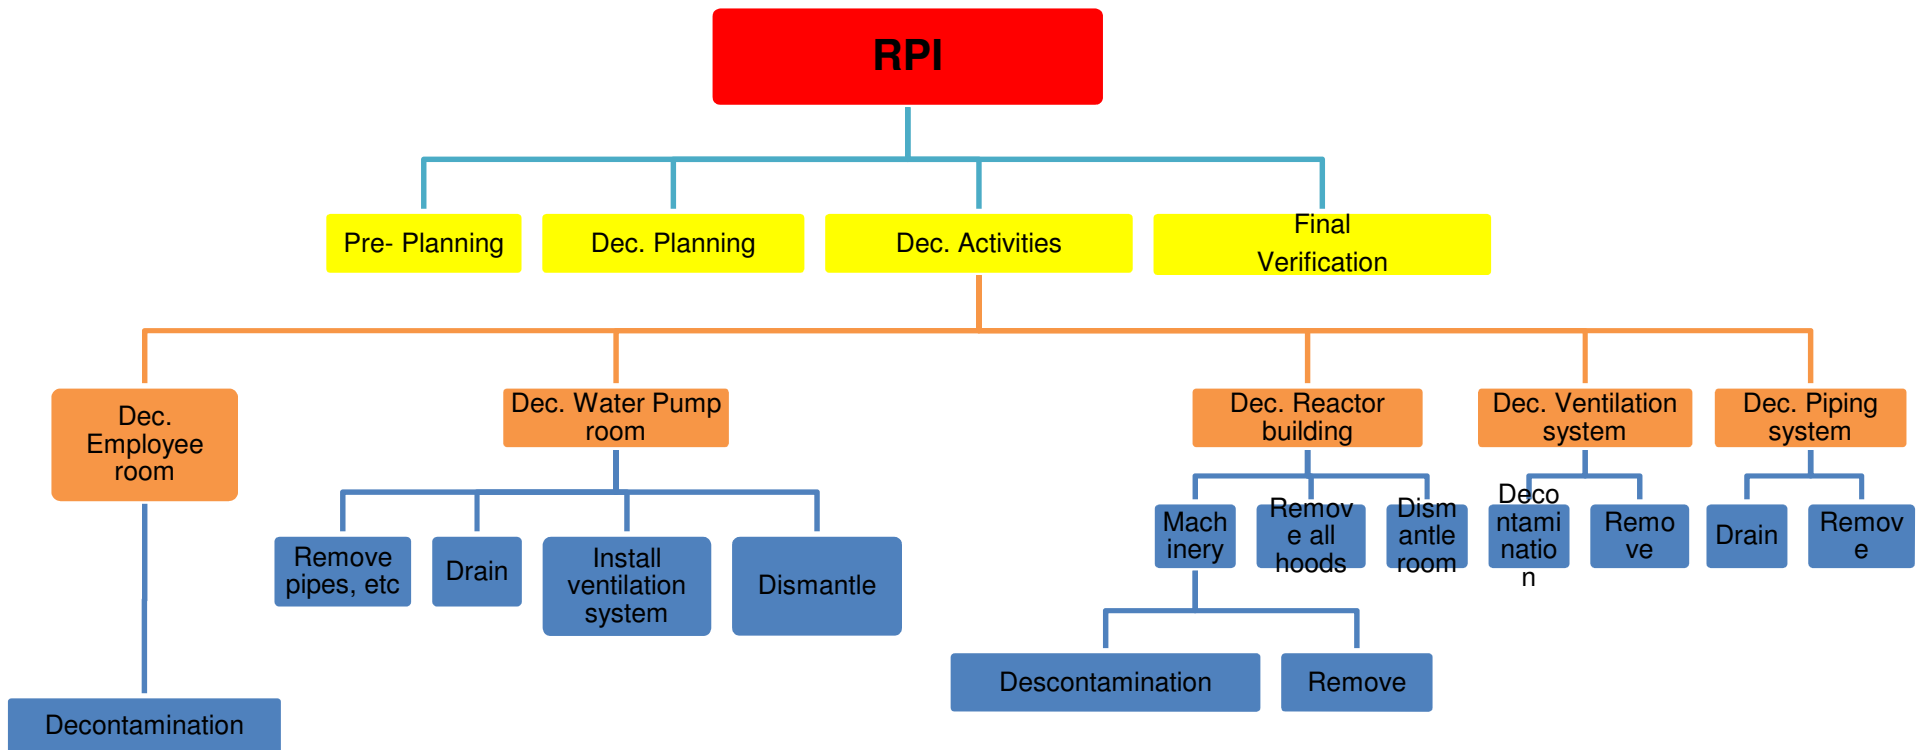 RPI
Pre- Planning
Dec. Planning
Dec. Activities
Final
Verification
Dec.
Employee
room
Dec. Water Pump
room
Dec. Reactor
building
Dec. Ventilation
system
Dec. Piping
system
Remove
pipes, etc
Drain
Install
ventilation
system
Dismantle
Mach
inery
Remov
e all
hoods
Dism
antle
room
Deco
ntami
natio
n
Remo
ve
Drain
Remov
e
Descontamination
Remove
Decontamination